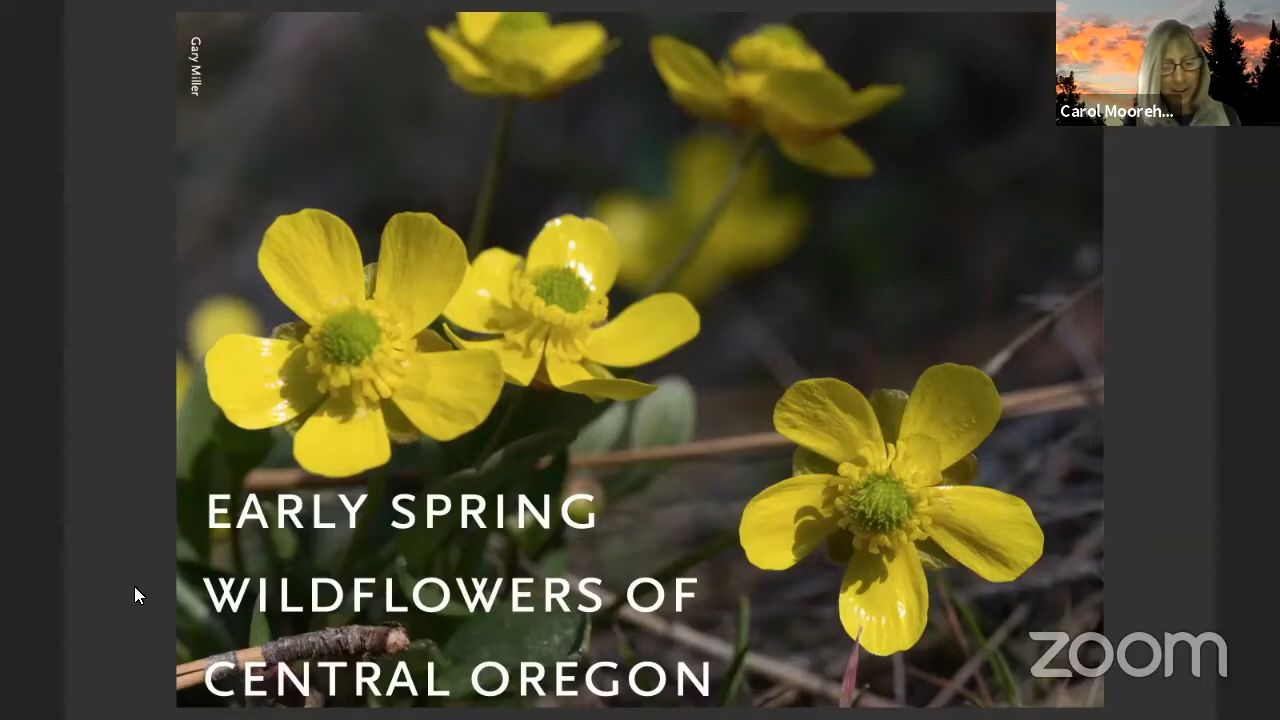 Gary Miller
Carol Mooreh...
EARLY SPRING
WILDFLOWERS OF
CENTRAL OREGON
zoom